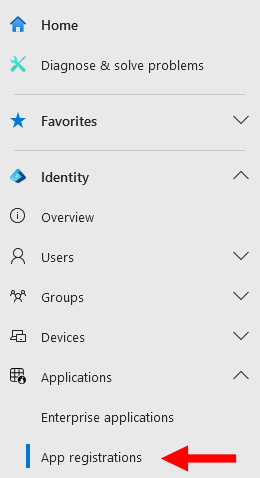 Home
Diagnose & solve problems
Favorites
Identity
Overview
Users
Groups
Devices
Applications
Enterprise applications
App registrations